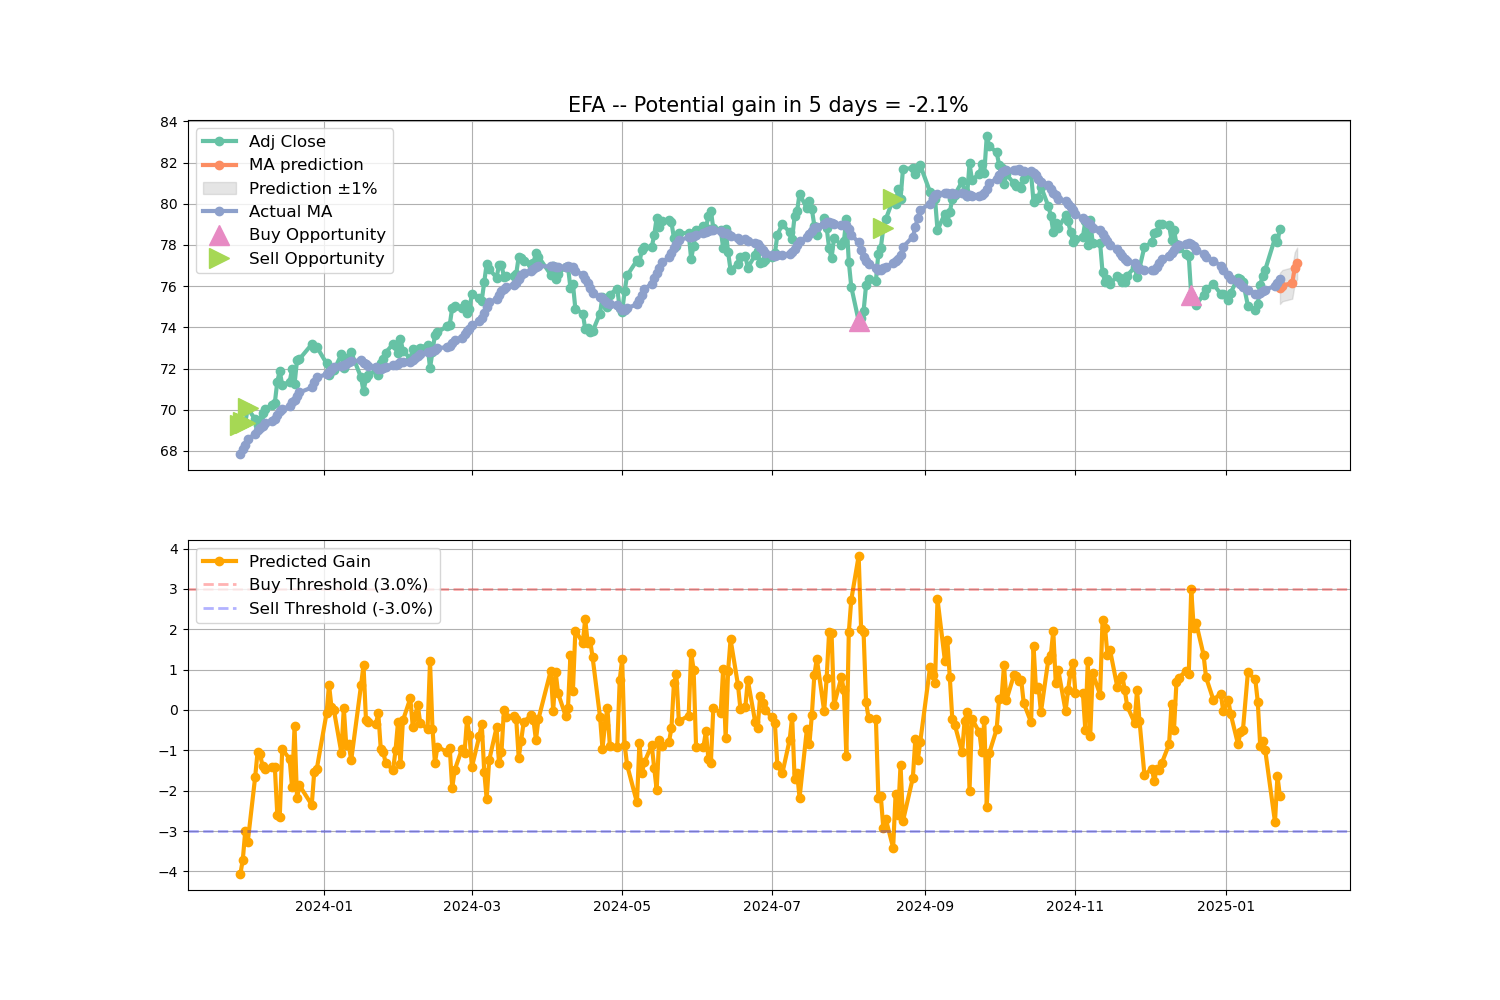 EFA -- Potential gain in 5 days = -2.1%
84
82
80
78
76
74
72
70
68
Adj Close
MA prediction
Prediction ±1%
Actual MA
Buy Opportunity
Sell Opportunity
4
3
2
1
0
−1
−2
−3
−4
Predicted Gain
Buy Threshold (3.0%)
Sell Threshold (-3.0%)
2024-01 2024-03 2024-05 2024-07 2024-09 2024-11 2025-01